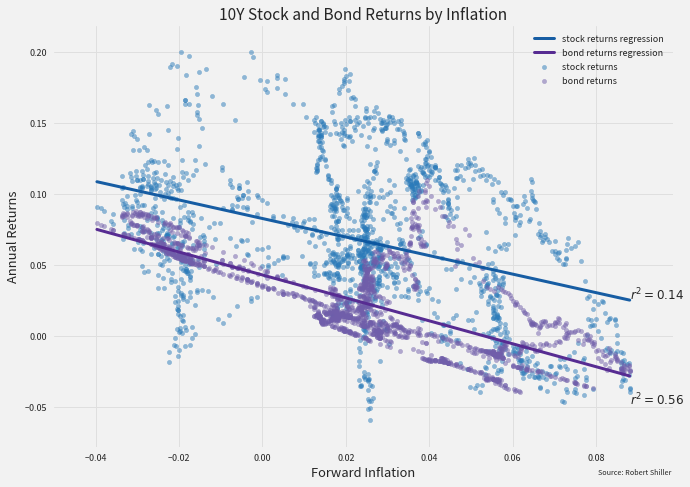 10Y Stock and Bond Returns by Inflation
stock returns regression
bond returns regression
stock returns
bond returns
Annual Returns
0.20
0.15
0.10
0.05
0.00
−0.05
r² = 0.14
r² = 0.56
−0.04 −0.02 0.00 0.02 0.04 0.06 0.08
Forward Inflation
Source: Robert Shiller